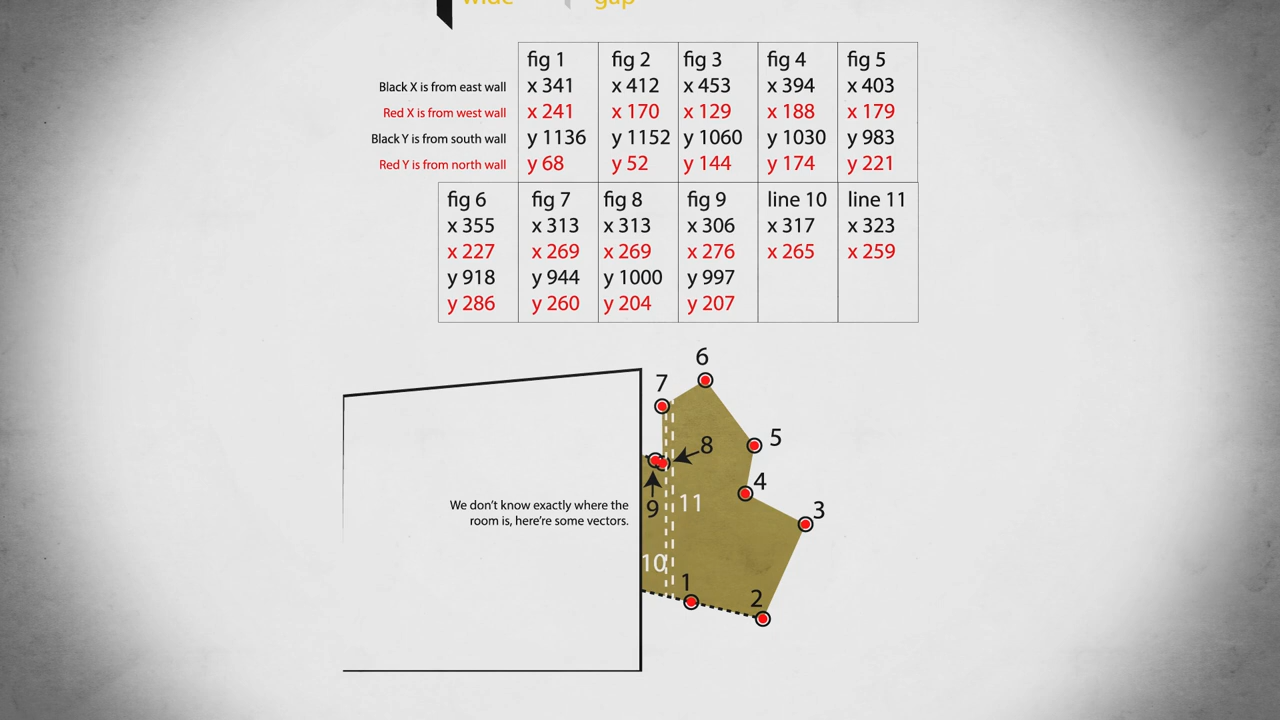 wide gap
fig 1 fig 2 fig 3 fig 4 fig 5
Black X is from east wall x 341 x 412 x 453 x 394 x 403
Red X is from west wall x 241 x 170 x 129 x 188 x 179
Black Y is from south wall y 1136 y 1152 y 1060 y 1030 y 983
Red Y is from north wall y 68 y 52 y 144 y 174 y 221
fig 6 fig 7 fig 8 fig 9 line 10 line 11
x 355 x 313 x 313 x 306 x 317 x 323
x 227 x 269 x 269 x 276 x 265 x 259
y 918 y 944 y 1000 y 997
y 286 y 260 y 204 y 207
6
7
5
8
4
We don't know exactly where the
room is, here're some vectors.
9
11
3
10
1
2